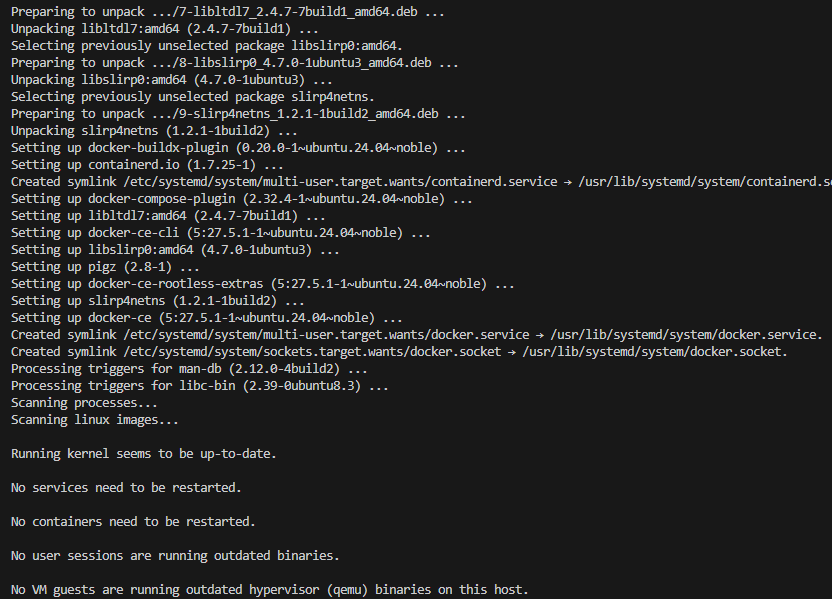 Preparing to unpack .../7-libltdl7_2.4.7-7build1_amd64.deb ...
Unpacking libltdl7:amd64 (2.4.7-7build1) ...
Selecting previously unselected package libslirp0:amd64.
Preparing to unpack .../8-libslirp0_4.7.0-1ubuntu3_amd64.deb ...
Unpacking libslirp0:amd64 (4.7.0-1ubuntu3) ...
Selecting previously unselected package slirp4netns.
Preparing to unpack .../9-slirp4netns_1.2.1-1build2_amd64.deb ...
Unpacking slirp4netns (1.2.1-1build2) ...
Setting up docker-buildx-plugin (0.20.0-1~ubuntu.24.04~noble) ...
Setting up containerd.io (1.7.25-1) ...
Created symlink /etc/systemd/system/multi-user.target.wants/containerd.service → /usr/lib/systemd/system/containerd.s
Setting up docker-compose-plugin (2.32.4-1~ubuntu.24.04~noble) ...
Setting up libltdl7:amd64 (2.4.7-7build1) ...
Setting up docker-ce-cli (5:27.5.1-1~ubuntu.24.04~noble) ...
Setting up libslirp0:amd64 (4.7.0-1ubuntu3) ...
Setting up pigz (2.8-1) ...
Setting up docker-ce-rootless-extras (5:27.5.1-1~ubuntu.24.04~noble) ...
Setting up slirp4netns (1.2.1-1build2) ...
Setting up docker-ce (5:27.5.1-1~ubuntu.24.04~noble) ...
Created symlink /etc/systemd/system/multi-user.target.wants/docker.service → /usr/lib/systemd/system/docker.service.
Created symlink /etc/systemd/system/sockets.target.wants/docker.socket → /usr/lib/systemd/system/docker.socket.
Processing triggers for man-db (2.12.0-4build2) ...
Processing triggers for libc-bin (2.39-0ubuntu8.3) ...
Scanning processes...
Scanning linux images...
Running kernel seems to be up-to-date.
No services need to be restarted.
No containers need to be restarted.
No user sessions are running outdated binaries.
No VM guests are running outdated hypervisor (qemu) binaries on this host.